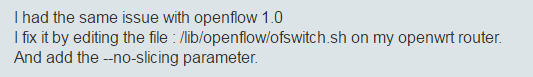 I had the same issue with openflow 1.0
I fix it by editing the file : /lib/openflow/ofswitch.sh on my openwrt router.
And add the --no-slicing parameter.